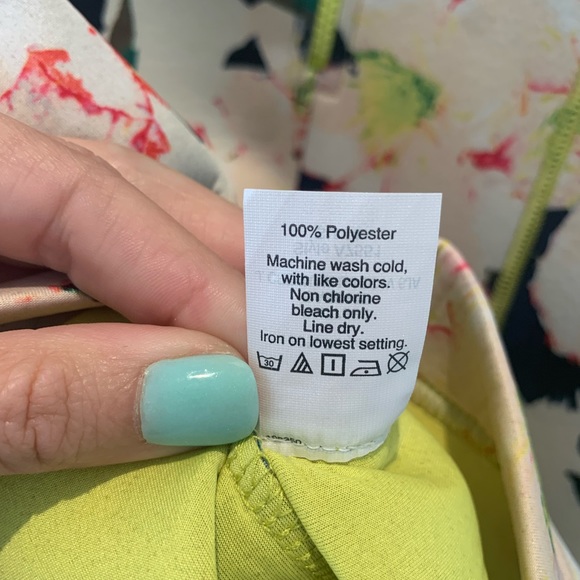 100% Polyester
Machine wash cold,
with like colors.
Non chlorine
bleach only.
Line dry.
Iron on lowest setting.
30